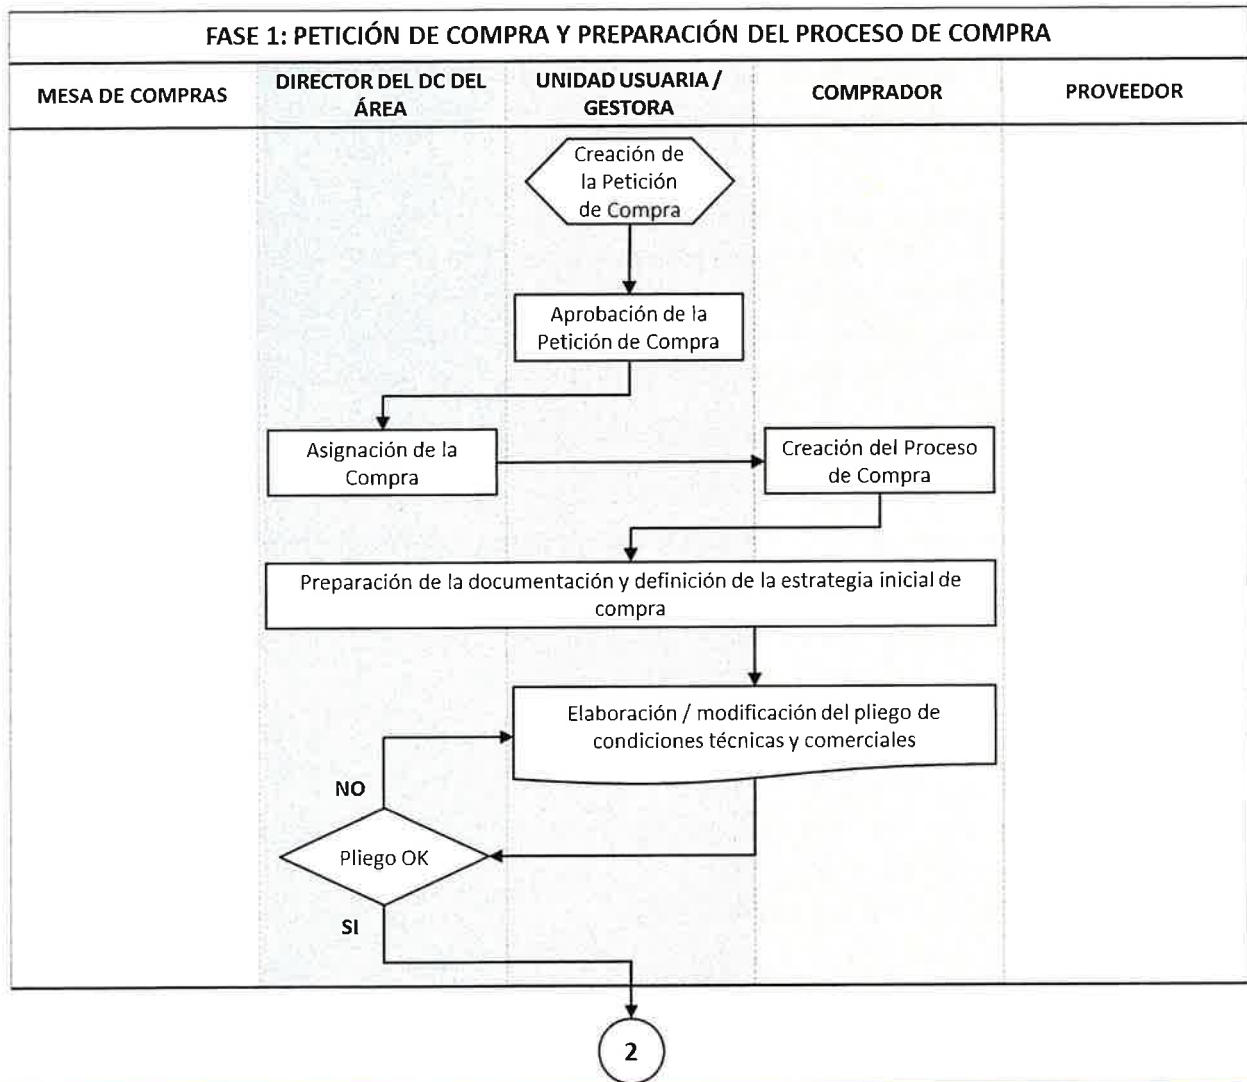 FASE 1: PETICIÓN DE COMPRA Y PREPARACIÓN DEL PROCESO DE COMPRA
MESA DE COMPRAS
DIRECTOR DEL DC DEL
ÁREA
UNIDAD USUARIA /
GESTORA
COMPRADOR
PROVEEDOR
Creación de
la Petición
de Compra
Aprobación de la
Petición de Compra
Asignación de la
Compra
Creación del Proceso
de Compra
Preparación de la documentación y definición de la estrategia inicial de
compra
Elaboración / modificación del pliego de
condiciones técnicas y comerciales
NO
Pliego OK
SI
2